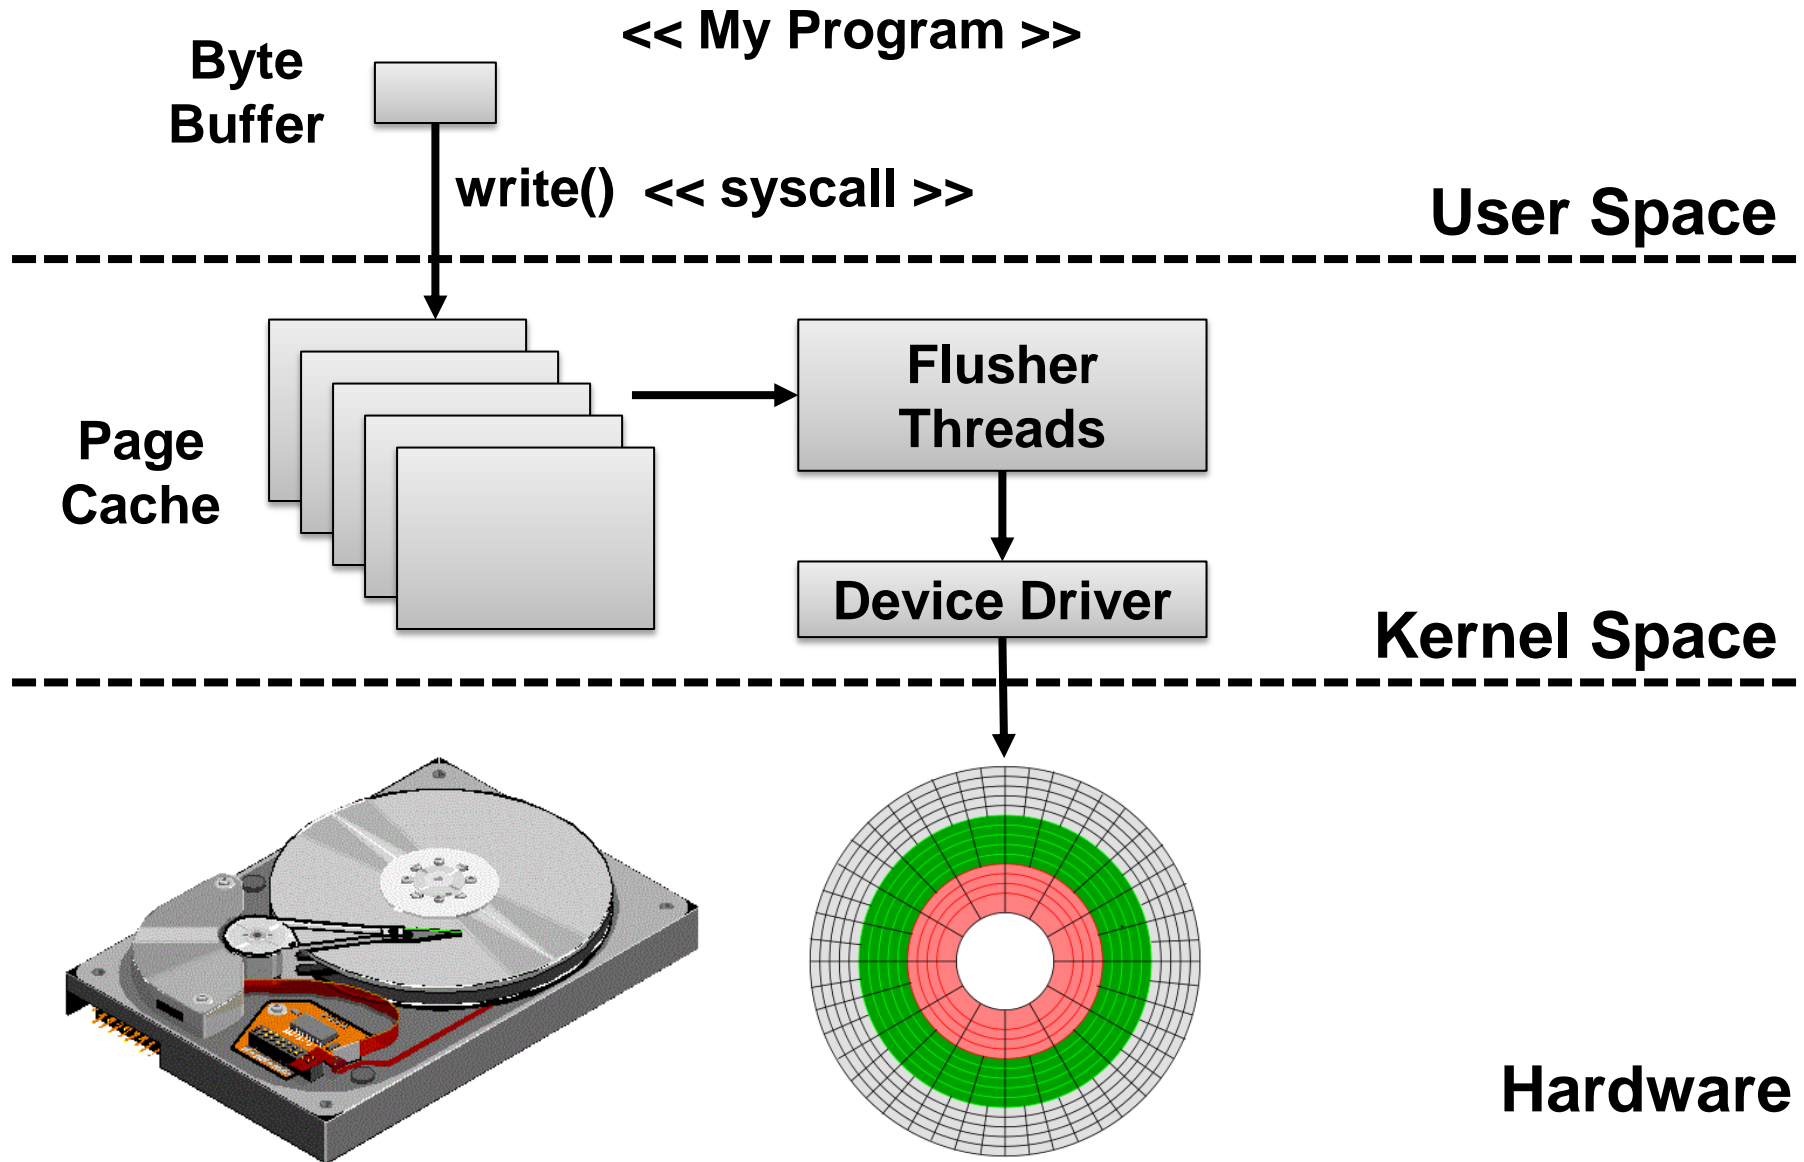 << My Program >>
Byte
Buffer
write() << syscall >>
User Space
Flusher
Threads
Page
Cache
Device Driver
Kernel Space
Hardware